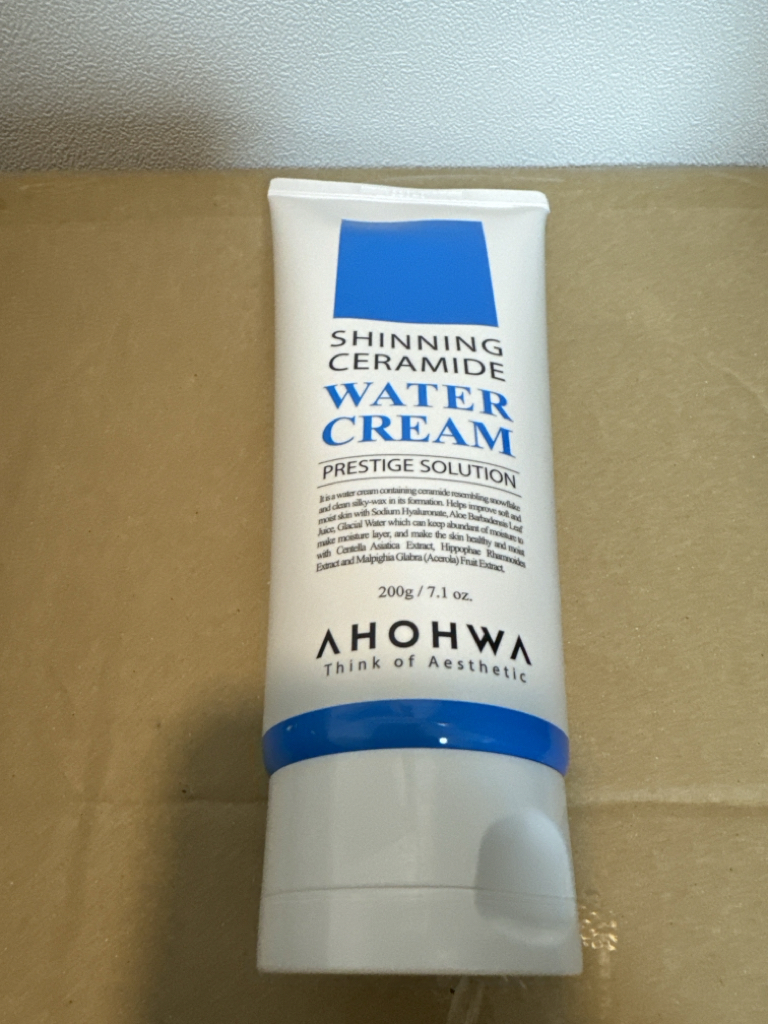 SHINNING
CERAMIDE
WATER
CREAM
PRESTIGE SOLUTION
It is a water cream containing ceramide resembling snowflake
and clean silky-wax in its formation. Helps improve soft and
moist skin with Sodium Hyaluronate, Aloe Barbadensis Leaf
Juice, Glacial Water which can keep abundant of moisture to
make moisture layer, and make the skin healthy and moist
with Centella Asiatica Extract, Hippophae Rhamnoides
Extract and Malpighia Glabra (Acerola) Fruit Extract.
200g / 7.1 oz.
AHOHWA
Think of Aesthetic